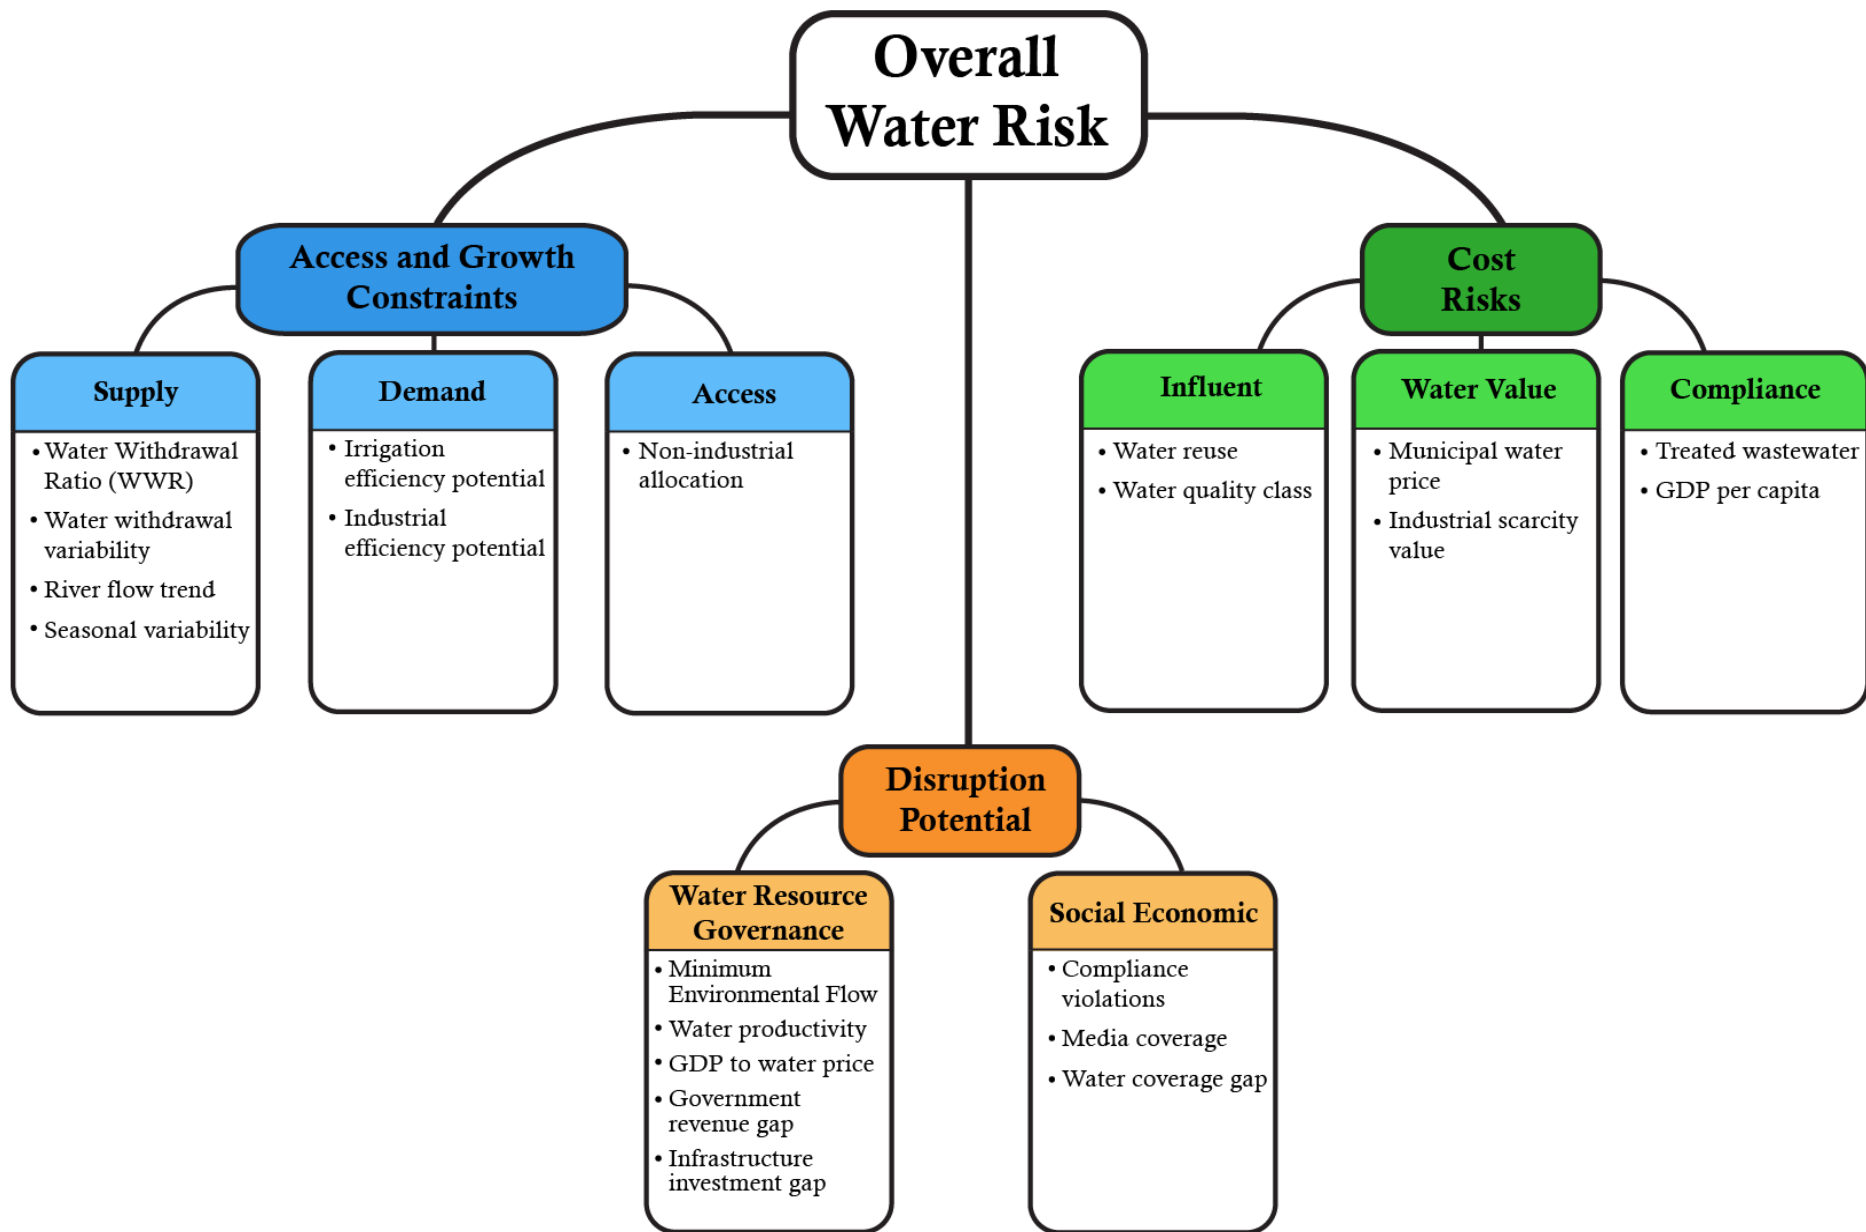 Overall
Water Risk
Access and Growth
Constraints
Supply
• Water Withdrawal
Ratio (WWR)
• Water withdrawal
variability
• River flow trend
• Seasonal variability
Demand
• Irrigation
efficiency potential
• Industrial
efficiency potential
Access
• Non-industrial
allocation
Cost
Risks
Influent
• Water reuse
• Water quality class
Water Value
• Municipal water
price
• Industrial scarcity
value
Compliance
• Treated wastewater
• GDP per capita
Disruption
Potential
Water Resource
Governance
• Minimum
Environmental Flow
• Water productivity
• GDP to water price
• Government
revenue gap
• Infrastructure
investment gap
Social Economic
• Compliance
violations
• Media coverage
• Water coverage gap